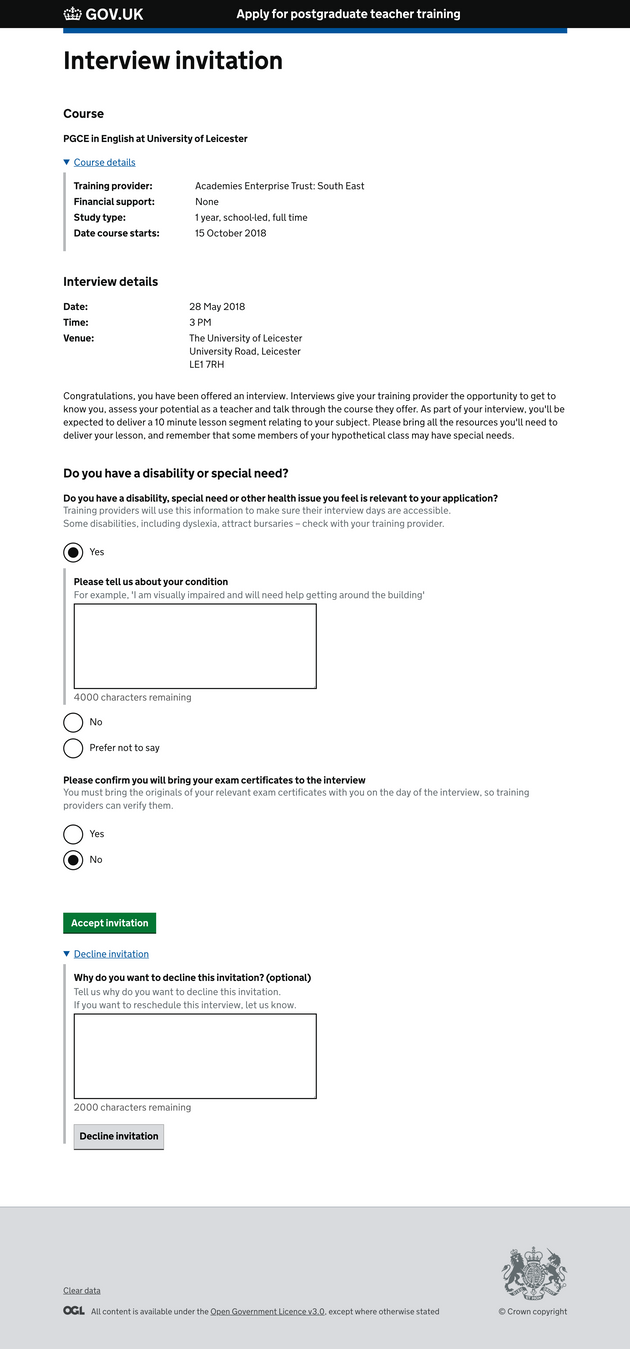 GOV.UK Apply for postgraduate teacher training
Interview invitation
Course
PGCE in English at University of Leicester
Course details
Training provider: Academies Enterprise Trust: South East
Financial support: None
Study type: 1 year, school-led, full time
Date course starts: 15 October 2018
Interview details
Date: 28 May 2018
Time: 3 PM
Venue: The University of Leicester
University Road, Leicester
LE1 7RH
Congratulations, you have been offered an interview. Interviews give your training provider the opportunity to get to
know you, assess your potential as a teacher and talk through the course they offer. As part of your interview, you'll be
expected to deliver a 10 minute lesson segment relating to your subject. Please bring all the resources you'll need to
deliver your lesson, and remember that some members of your hypothetical class may have special needs.
Do you have a disability or special need?
Do you have a disability, special need or other health issue you feel is relevant to your application?
Training providers will use this information to make sure their interview days are accessible.
Some disabilities, including dyslexia, attract bursaries – check with your training provider.
Yes
Please tell us about your condition
For example, 'I am visually impaired and will need help getting around the building'
4000 characters remaining
No
Prefer not to say
Please confirm you will bring your exam certificates to the interview
You must bring the originals of your relevant exam certificates with you on the day of the interview, so training
providers can verify them.
Yes
No
Accept invitation
Decline invitation
Why do you want to decline this invitation? (optional)
Tell us why do you want to decline this invitation.
If you want to reschedule this interview, let us know.
2000 characters remaining
Decline invitation
Clear data
OGL All content is available under the Open Government Licence v3.0, except where otherwise stated
© Crown copyright